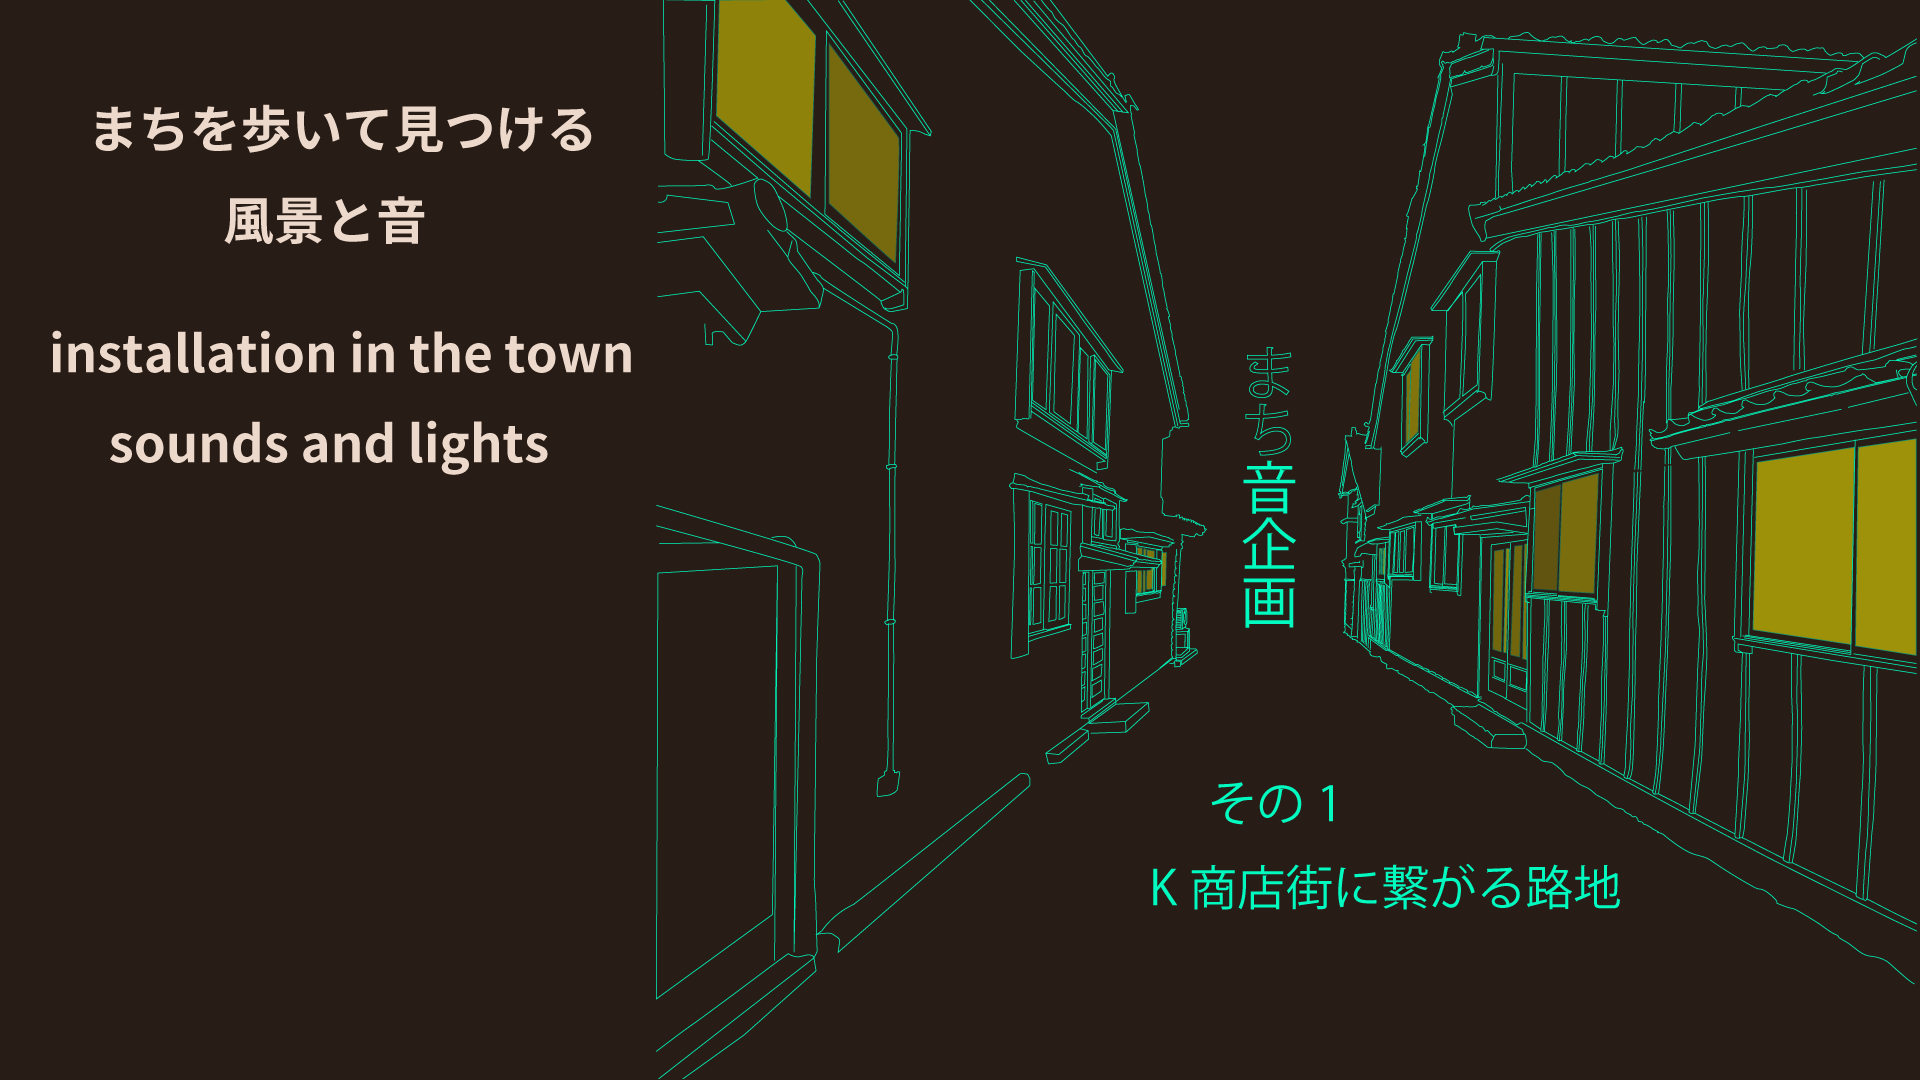 まちを歩いて見つける
風景と音
installation in the town
sounds and lights
まち音企画
その1
K 商店街に繋がる路地